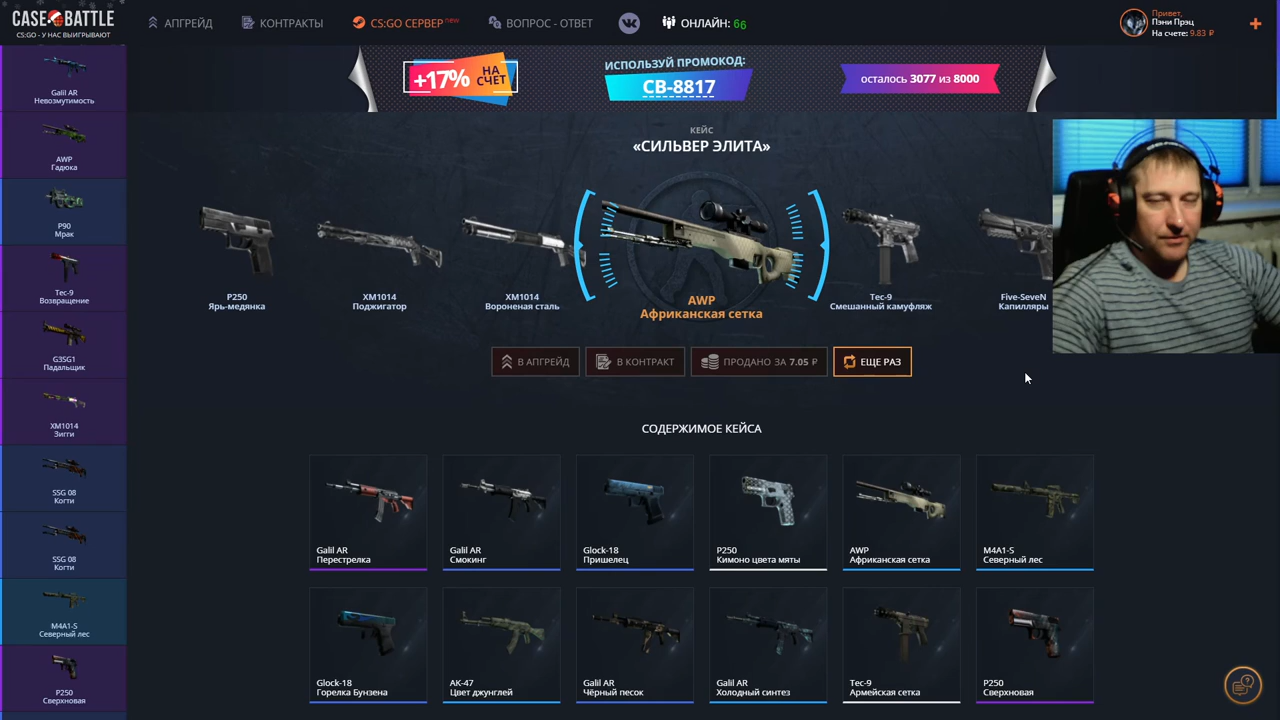 CASE BATTLE
CS:GO - У НАС ВЫИГРЫВАЮТ
АПГРЕЙД
КОНТРАКТЫ
CS:GO СЕРВЕР new
ВОПРОС - ОТВЕТ
ОНЛАЙН: 66
Привет,
Пэни Прэц
На счете: 9.83 ₽
+17% НА СЧЕТ
ИСПОЛЬЗУЙ ПРОМОКОД:
CB-8817
осталось 3077 из 8000
Galil AR
Невозмутимость
AWP
Гадюка
P90
Мрак
Tec-9
Возвращение
G3SG1
Падальщик
XM1014
Зигги
SSG 08
Когти
SSG 08
Когти
M4A1-S
Северный лес
P250
Сверхновая
КЕЙС
«СИЛЬВЕР ЭЛИТА»
P250
Ярь-медянка
XM1014
Поджигатор
XM1014
Вороненая сталь
AWP
Африканская сетка
Tec-9
Смешанный камуфляж
Five-SeveN
Капилляры
В АПГРЕЙД
В КОНТРАКТ
ПРОДАНО ЗА 7.05 ₽
ЕЩЕ РАЗ
СОДЕРЖИМОЕ КЕЙСА
Galil AR
Перестрелка
Galil AR
Смокинг
Glock-18
Пришелец
P250
Кимоно цвета мяты
AWP
Африканская сетка
M4A1-S
Северный лес
Glock-18
Горелка Бунзена
АК-47
Цвет джунглей
Galil AR
Чёрный песок
Galil AR
Холодный синтез
Tec-9
Армейская сетка
P250
Сверхновая